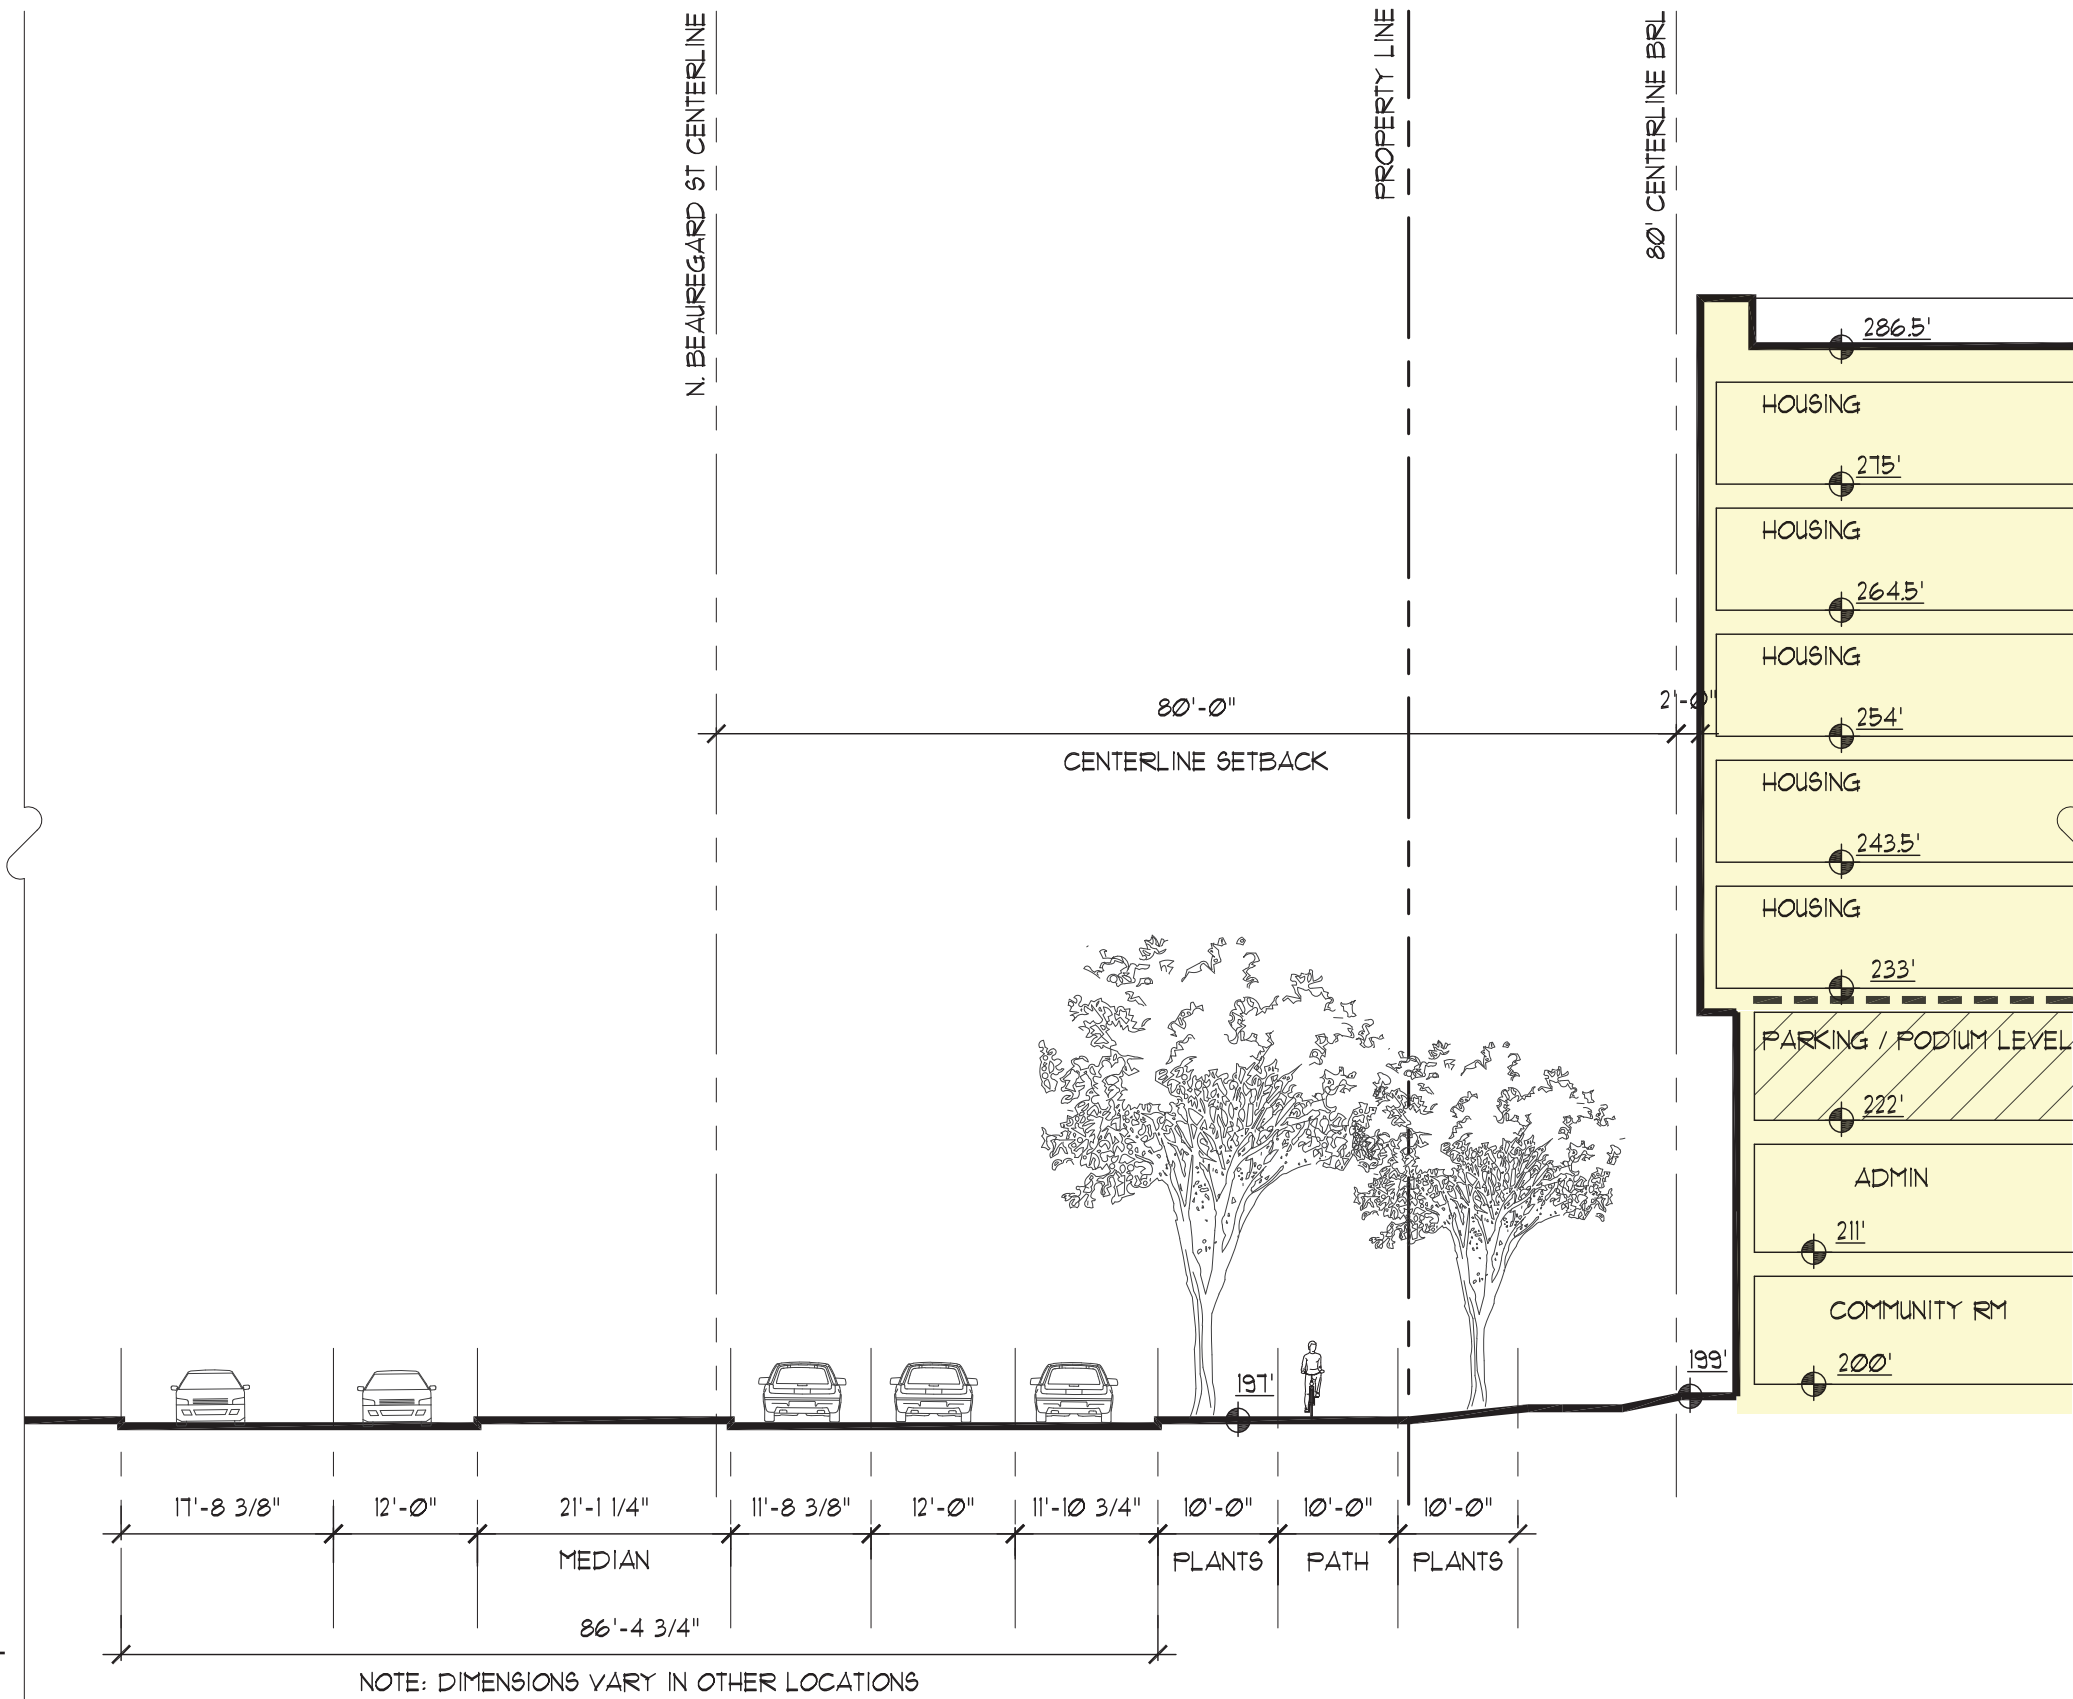 N. BEAUREGARD ST CENTERLINE
PROPERTY LINE
80' CENTERLINE BRL
286.5'
HOUSING
275'
HOUSING
264.5'
HOUSING
254'
80'-0"
2'-0"
CENTERLINE SETBACK
HOUSING
243.5'
HOUSING
233'
PARKING / PODIUM LEVEL
222'
ADMIN
211'
COMMUNITY RM
200'
199'
197'
17'-8 3/8" 12'-0" 21'-1 1/4" 11'-8 3/8" 12'-0" 11'-10 3/4" 10'-0" 10'-0" 10'-0"
MEDIAN PLANTS PATH PLANTS
86'-4 3/4"
NOTE: DIMENSIONS VARY IN OTHER LOCATIONS